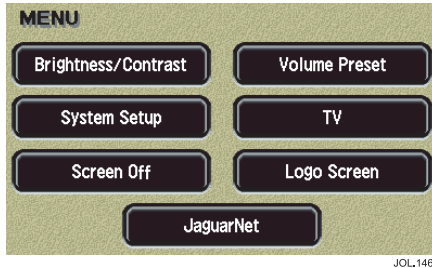 MENU
Brightness/Contrast
Volume Preset
System Setup
TV
Screen Off
Logo Screen
JaguarNet
JOL.146